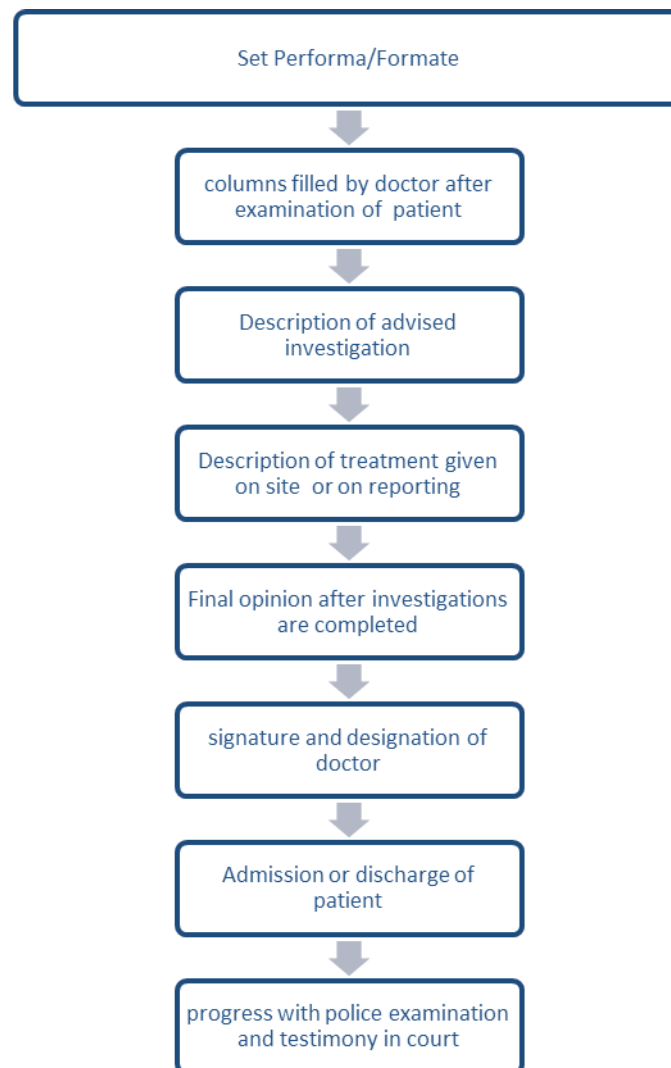 Set Performa/Formate
columns filled by doctor after
examination of patient
Description of advised
investigation
Description of treatment given
on site or on reporting
Final opinion after investigations
are completed
signature and designation of
doctor
Admission or discharge of
patient
progress with police examination
and testimony in court